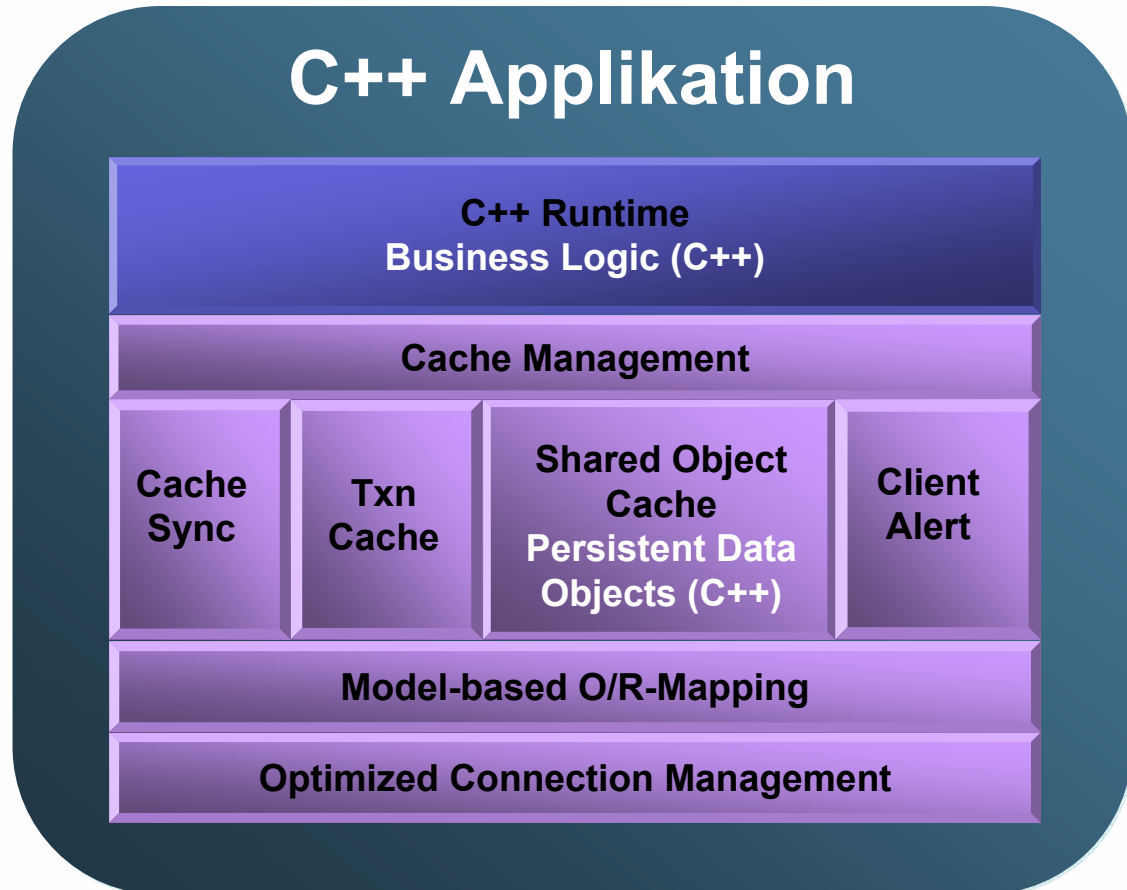 C++ Applikation
C++ Runtime
Business Logic (C++)
Cache Management
Cache
Sync
Txn
Cache
Shared Object
Cache
Persistent Data
Objects (C++)
Client
Alert
Model-based O/R-Mapping
Optimized Connection Management